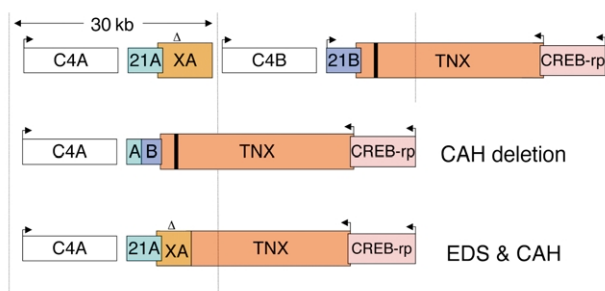 30 kb
Δ
C4A 21A XA C4B 21B TNX CREB-rp
C4A A B TNX CREB-rp CAH deletion
Δ
C4A 21A XA TNX CREB-rp EDS & CAH